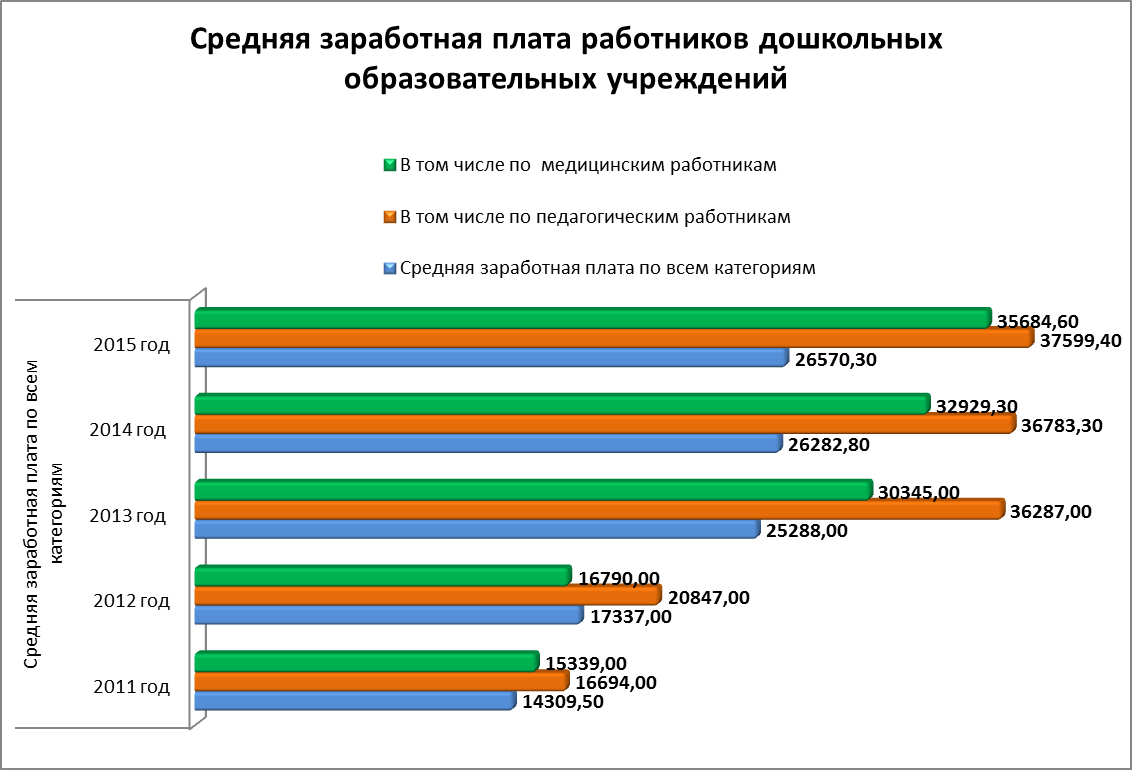 Средняя заработная плата работников дошкольных
образовательных учреждений
В том числе по медицинским работникам
В том числе по педагогическим работникам
Средняя заработная плата по всем категориям
Средняя заработная плата по всем
категориям
2015 год
35684,60
37599,40
26570,30
2014 год
32929,30
36783,30
26282,80
2013 год
30345,00
36287,00
25288,00
2012 год
16790,00
20847,00
17337,00
2011 год
15339,00
16694,00
14309,50